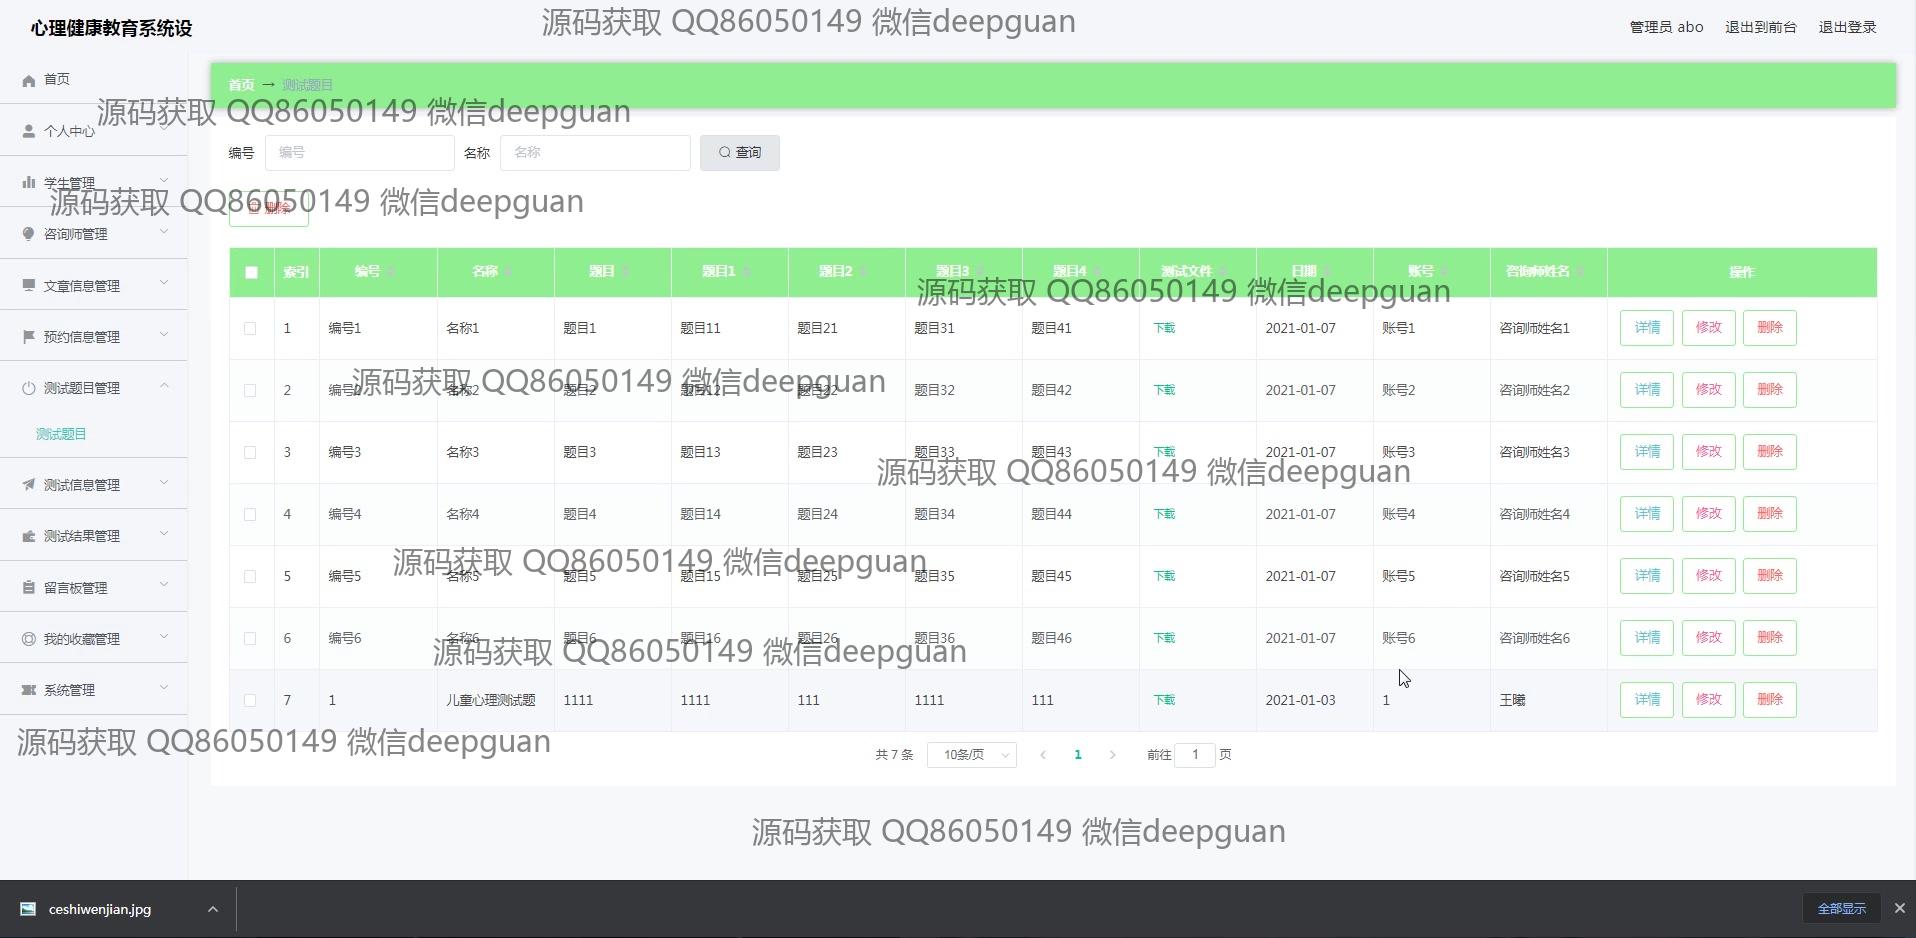 心理健康教育系统设
源码获取 QQ86050149 微信deepguan
管理员 abo 退出到前台 退出登录
首页
首页 → 测试题目
源码获取 QQ86050149 微信deepguan
个人中心
编号 编号 名称 名称 查询
学生管理
源码获取 QQ86050149 微信deepguan
删除
咨询师管理
索引 编号 名称 题目 题目1 题目2 题目3 题目4 测试文件 日期 账号 咨询师姓名 操作
文章信息管理
源码获取 QQ86050149 微信deepguan
1 编号1 名称1 题目1 题目11 题目21 题目31 题目41 下载 2021-01-07 账号1 咨询师姓名1 详情 修改 删除
预约信息管理
源码获取 QQ86050149 微信deepguan
2 编号2 名称2 题目2 题目12 题目22 题目32 题目42 下载 2021-01-07 账号2 咨询师姓名2 详情 修改 删除
测试题目管理
测试题目
3 编号3 名称3 题目3 题目13 题目23 题目33 题目43 下载 2021-01-07 账号3 咨询师姓名3 详情 修改 删除
源码获取 QQ86050149 微信deepguan
测试信息管理
4 编号4 名称4 题目4 题目14 题目24 题目34 题目44 下载 2021-01-07 账号4 咨询师姓名4 详情 修改 删除
测试结果管理
源码获取 QQ86050149 微信deepguan
5 编号5 名称5 题目5 题目15 题目25 题目35 题目45 下载 2021-01-07 账号5 咨询师姓名5 详情 修改 删除
留言板管理
6 编号6 名称6 题目6 题目16 题目26 题目36 题目46 下载 2021-01-07 账号6 咨询师姓名6 详情 修改 删除
我的收藏管理
源码获取 QQ86050149 微信deepguan
系统管理
7 1 儿童心理测试题 1111 1111 111 1111 111 下载 2021-01-03 1 王曦 详情 修改 删除
源码获取 QQ86050149 微信deepguan
共 7 条 10条/页 1 前往 1 页
源码获取 QQ86050149 微信deepguan
ceshiwenjian.jpg 全部显示